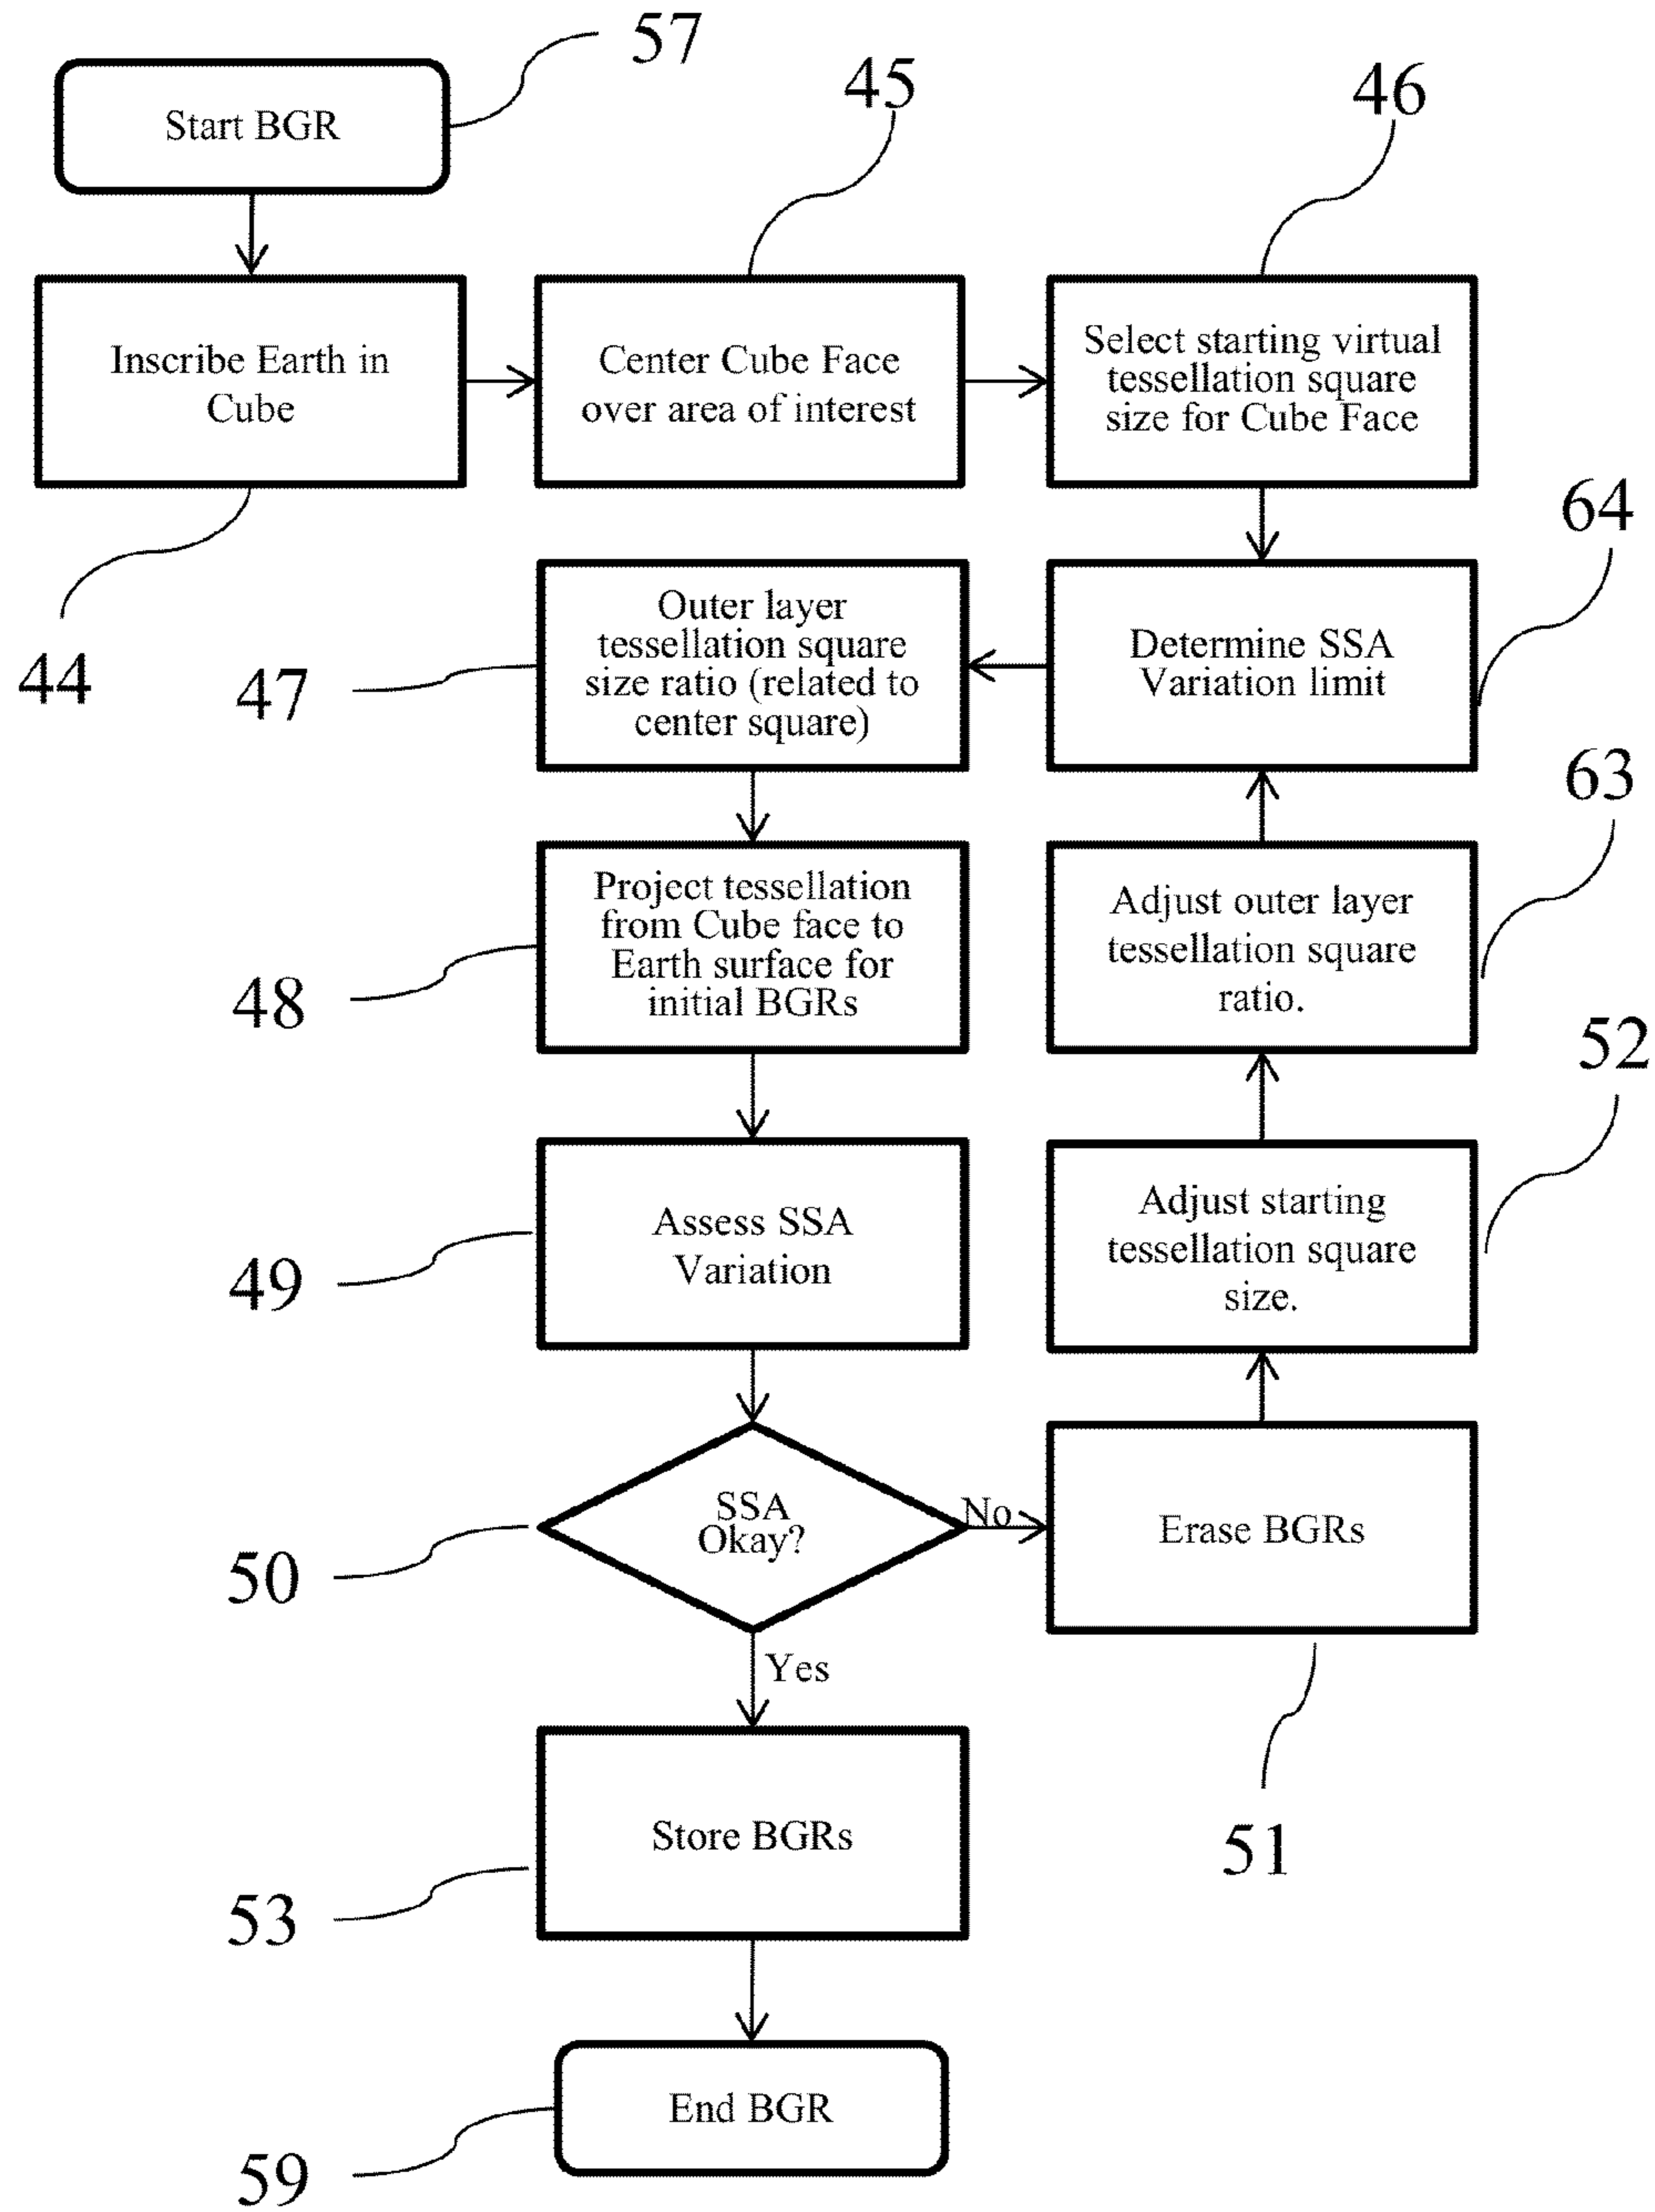 57
Start BGR
45
46
Inscribe Earth in
Cube
Center Cube Face
over area of interest
Select starting virtual
tessellation square
size for Cube Face
44
64
Outer layer
tessellation square
size ratio (related to
center square)
47
Determine SSA
Variation limit
63
Project tessellation
from Cube face to
Earth surface for
initial BGRs
48
Adjust outer layer
tessellation square
ratio.
52
Assess SSA
Variation
49
Adjust starting
tessellation square
size.
SSA
Okay?
50
No
Erase BGRs
51
Yes
Store BGRs
53
End BGR
59